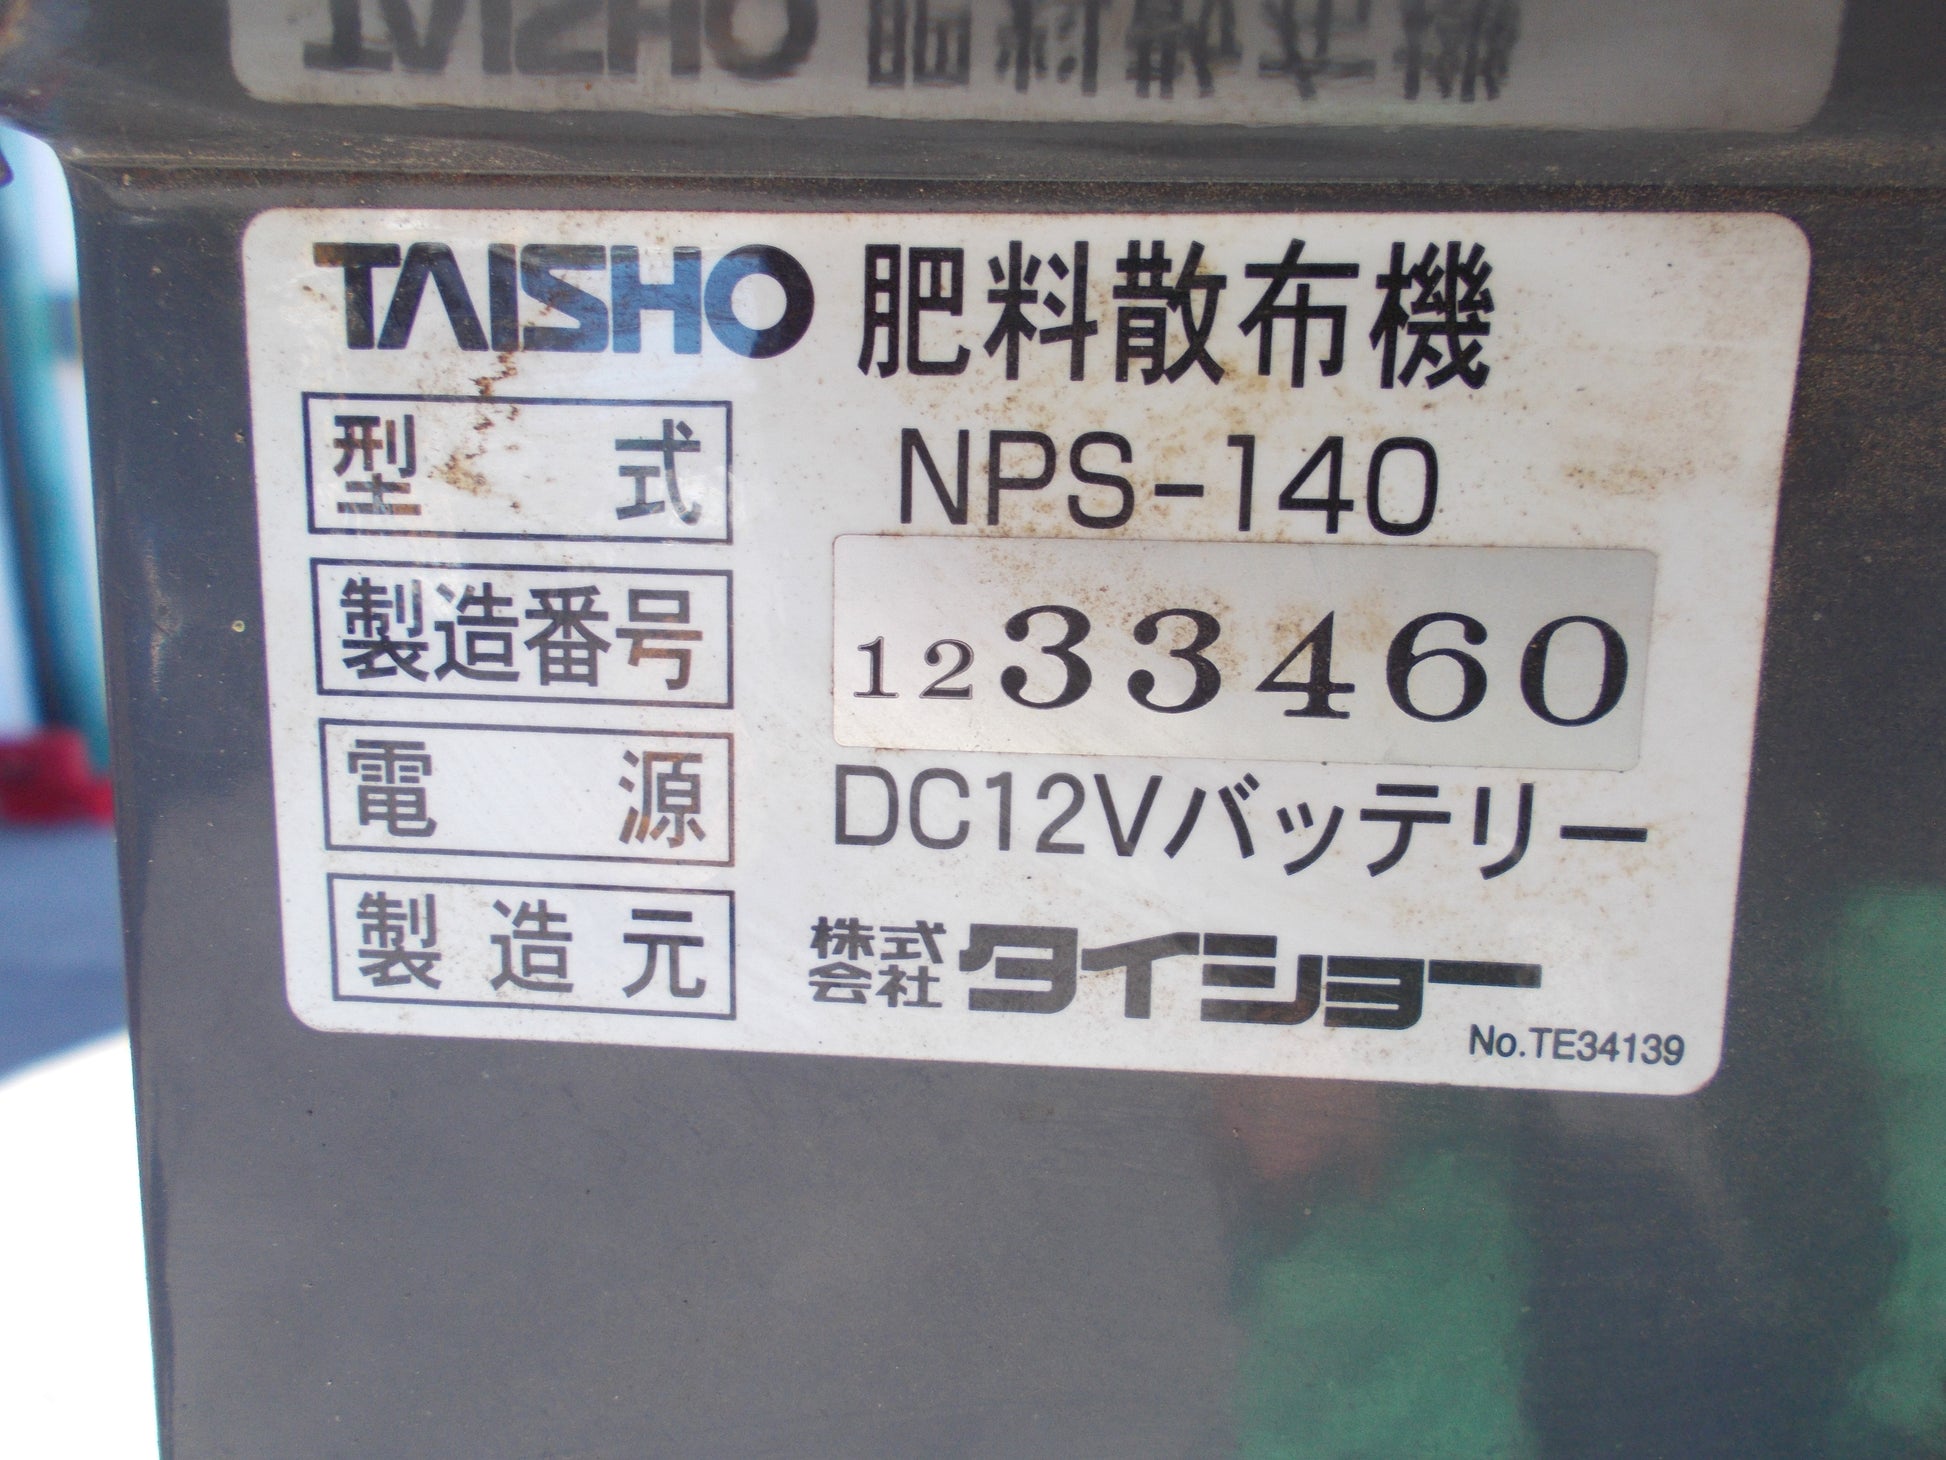 TAISHO 肥料散布機
型式 NPS-140
製造番号 1233460
電源 DC12Vバッテリー
製造元 株式会社タイショー
No.TE34139